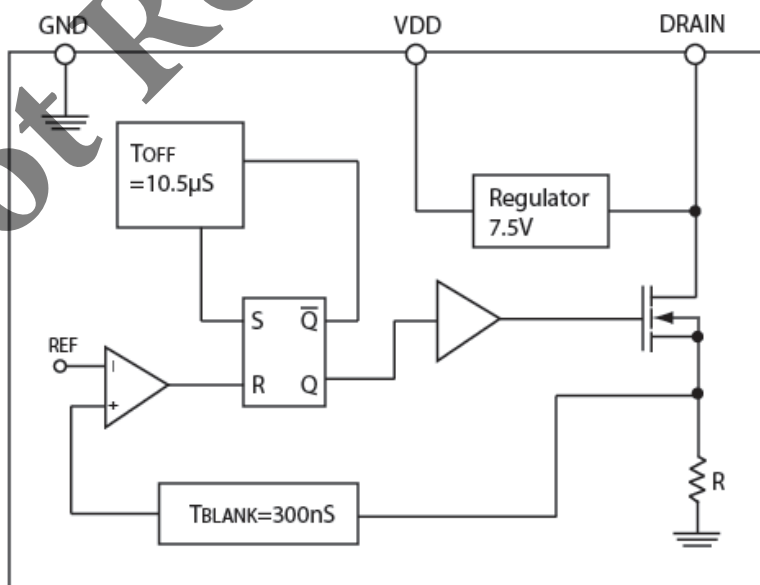 GND
VDD
DRAIN
TOFF
=10.5µS
Regulator
7.5V
S
Q̅
REF
R
Q
−
+
TBLANK=300nS
R